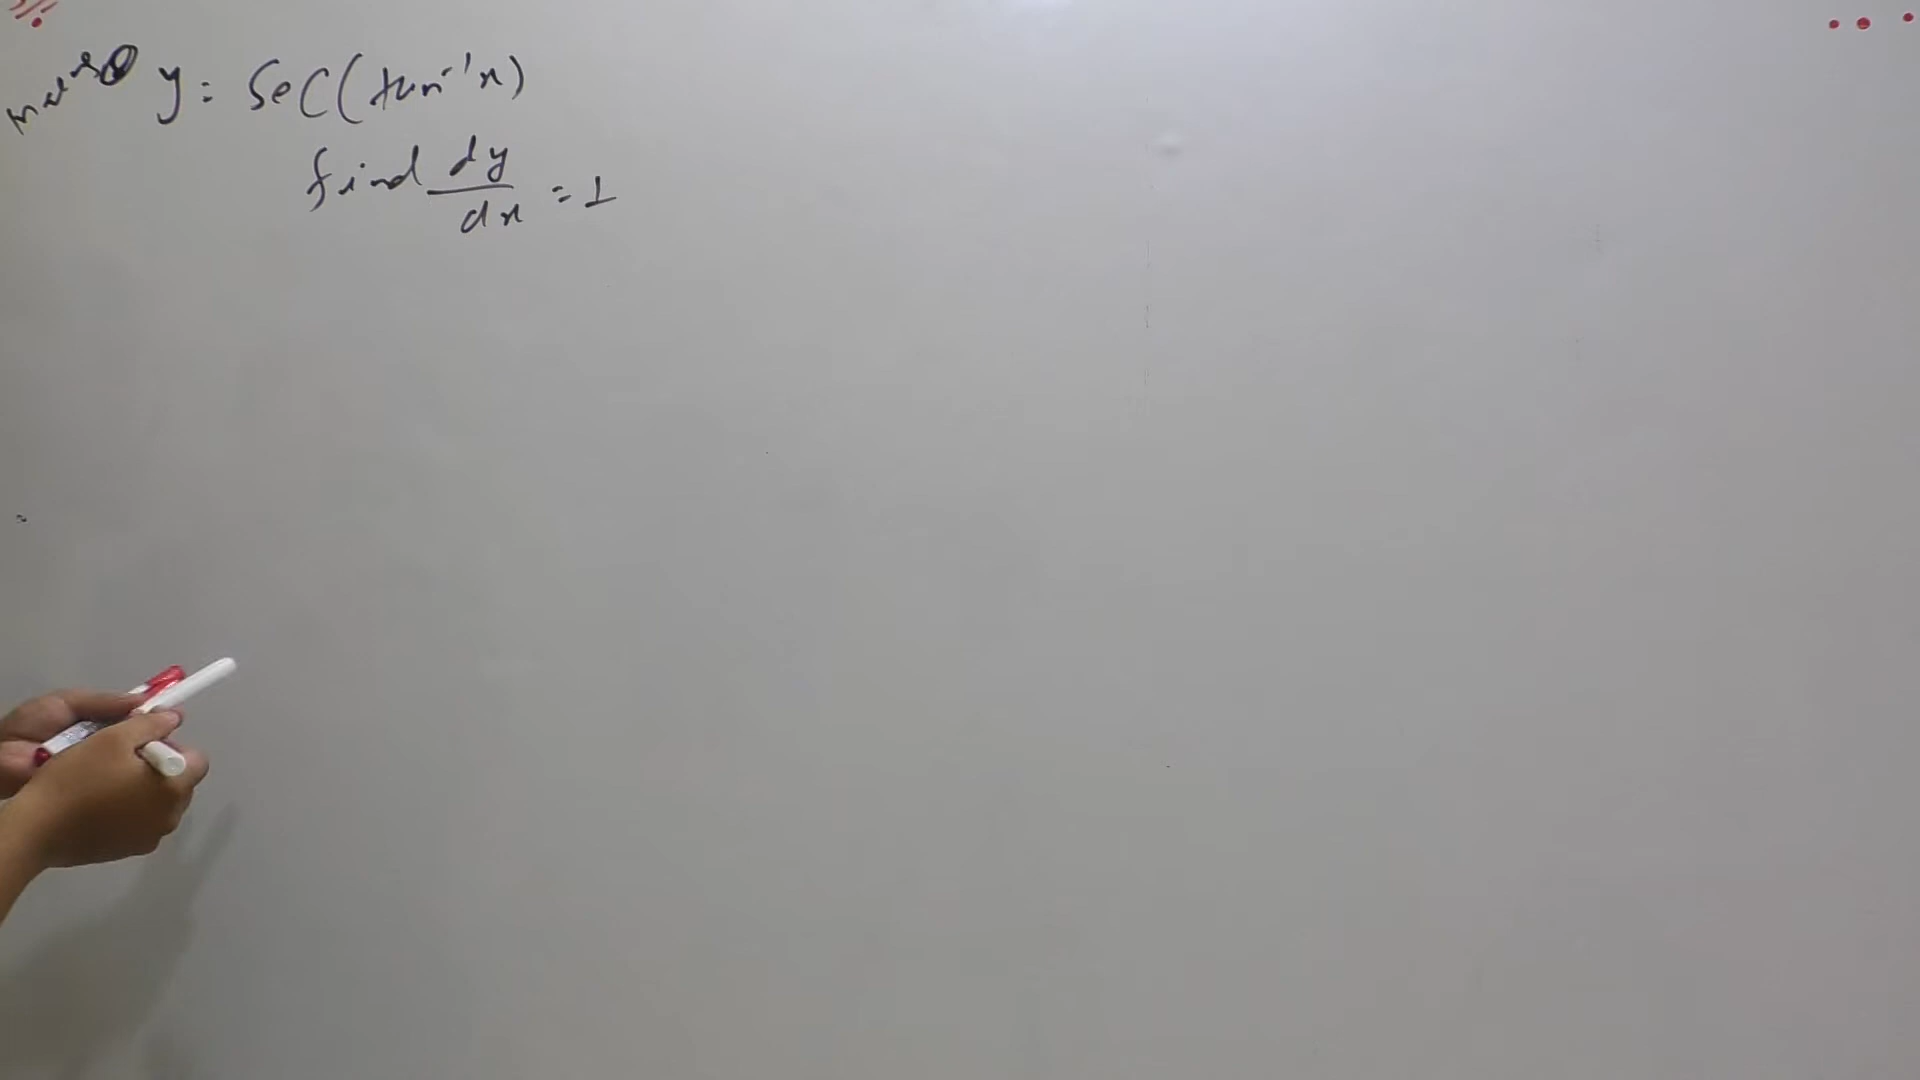 y = Sec(tan⁻¹x)
find dy/dx = 1